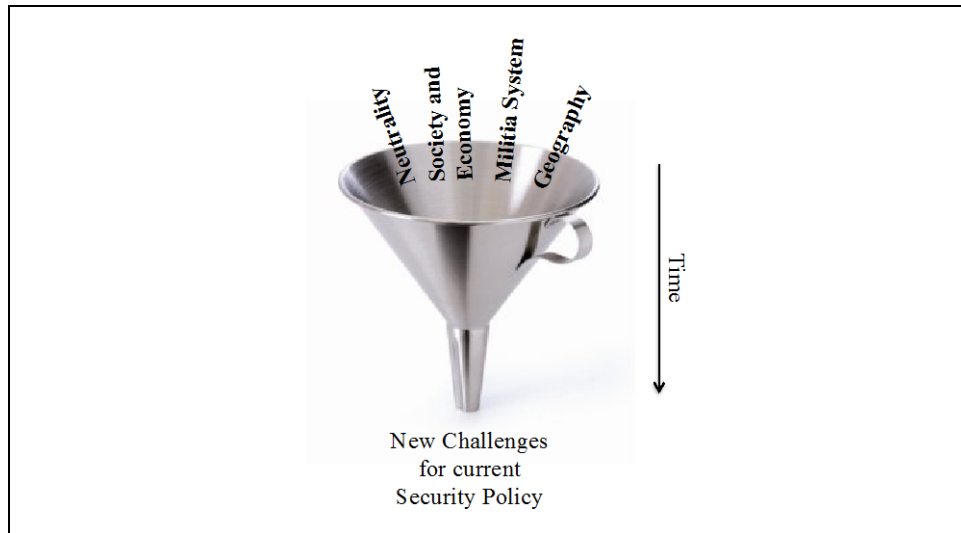 Neutrality
Society and
Economy
Militia System
Geography
Time
New Challenges
for current
Security Policy